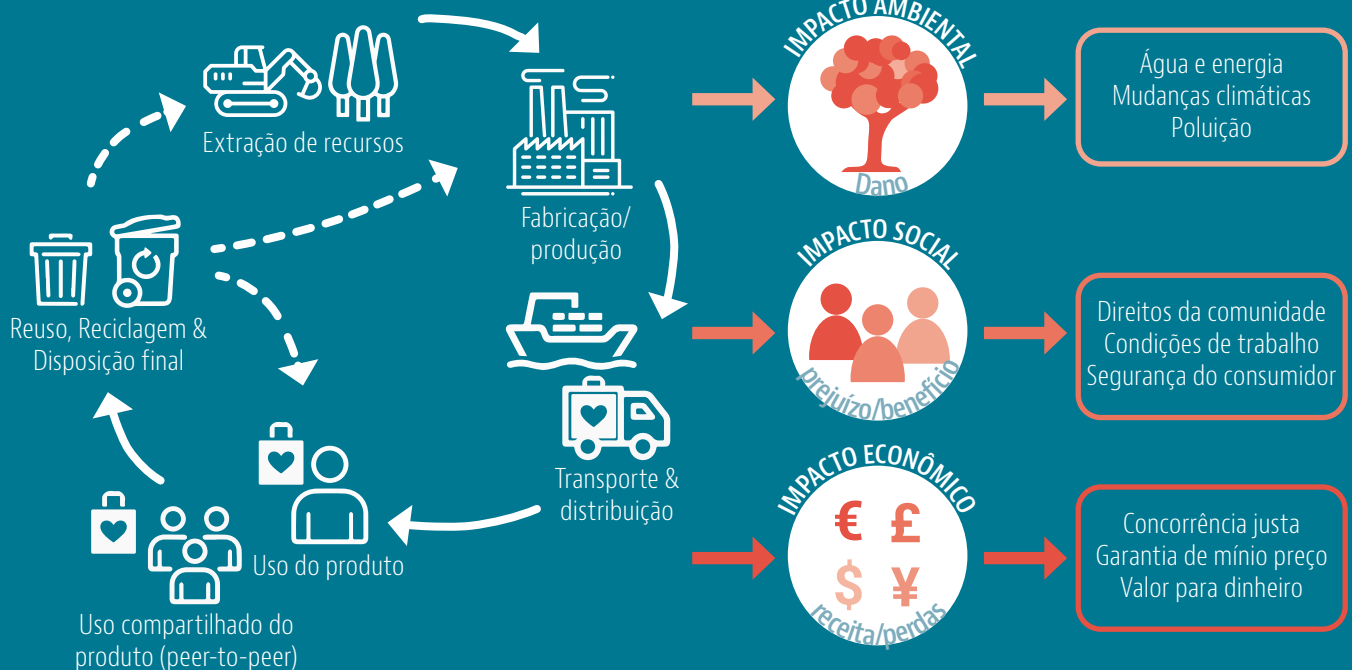 Extração de recursos
Fabricação/
produção
Reuso, Reciclagem &
Disposição final
Transporte &
distribuição
Uso do produto
Uso compartilhado do
produto (peer-to-peer)
IMPACTO AMBIENTAL
Dano
Água e energia
Mudanças climáticas
Poluição
IMPACTO SOCIAL
prejuízo/benefício
Direitos da comunidade
Condições de trabalho
Segurança do consumidor
IMPACTO ECONÔMICO
€ £
$ ¥
receita/perdas
Concorrência justa
Garantia de mínio preço
Valor para dinheiro